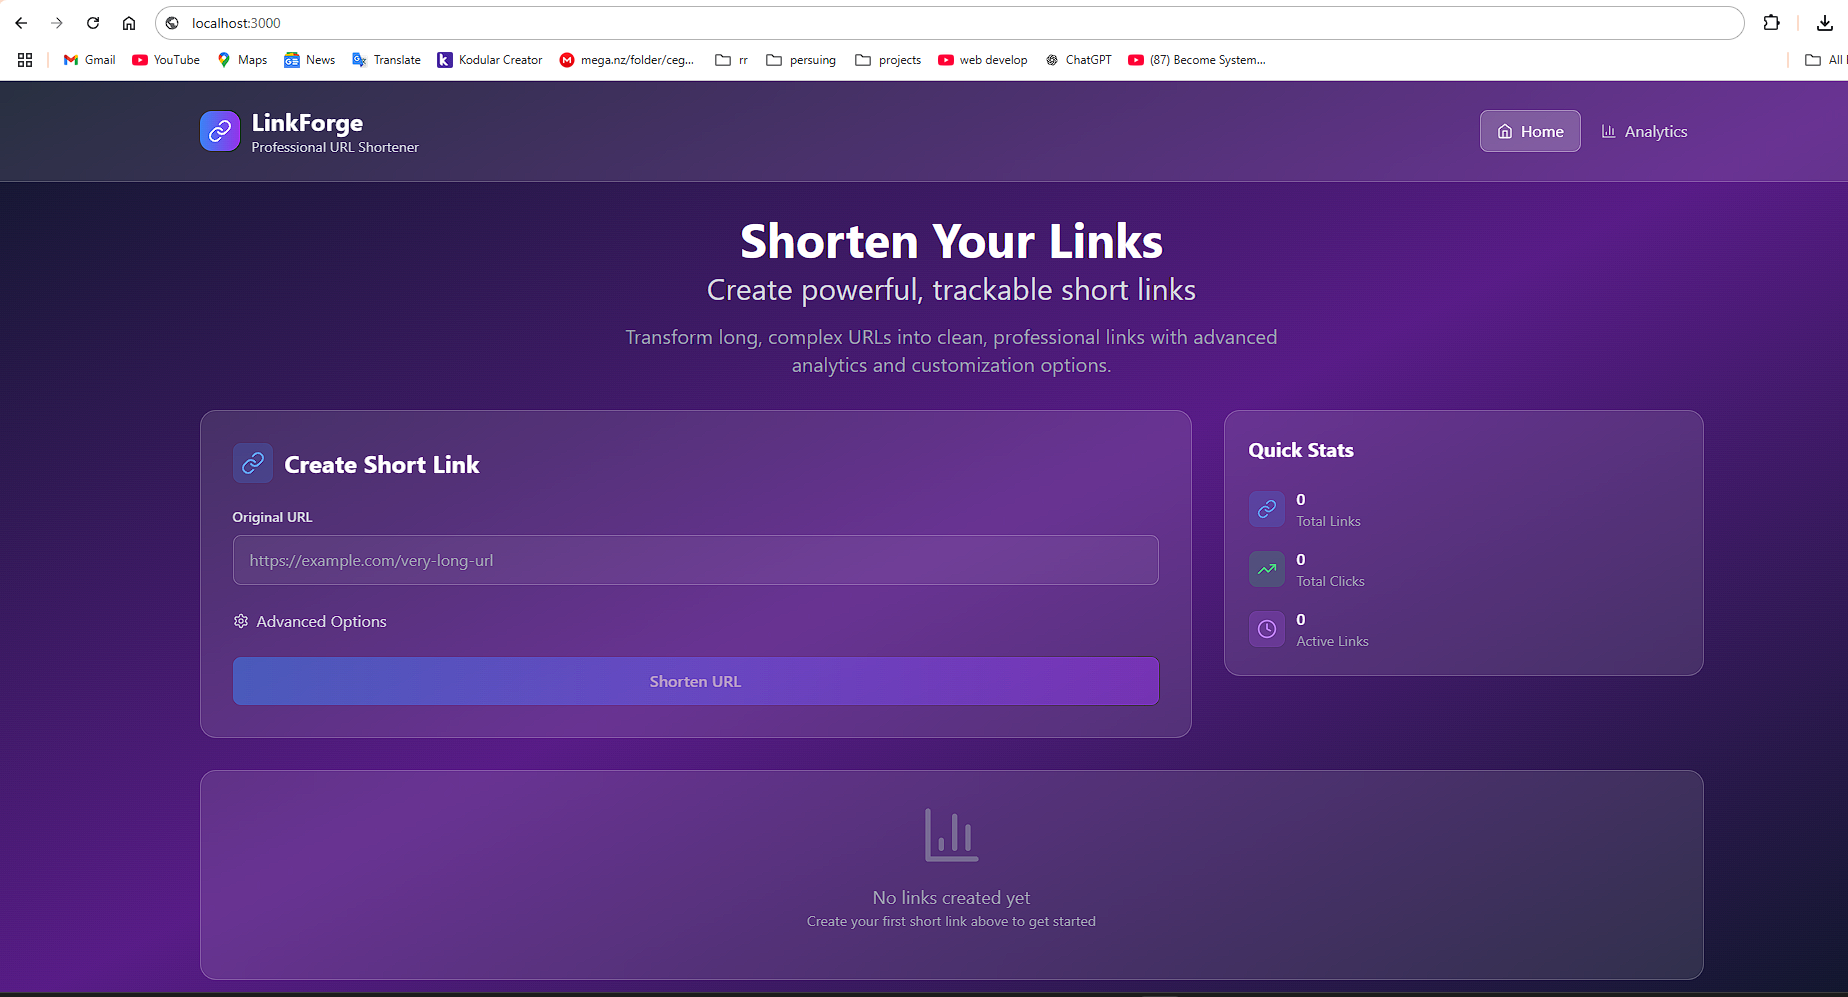 localhost:3000
Gmail
YouTube
Maps
News
Translate
Kodular Creator
mega.nz/folder/ceg...
rr
persuing
projects
web develop
ChatGPT
(87) Become System...
All
LinkForge
Professional URL Shortener
Home
Analytics
Shorten Your Links
Create powerful, trackable short links
Transform long, complex URLs into clean, professional links with advanced
analytics and customization options.
Create Short Link
Original URL
https://example.com/very-long-url
Advanced Options
Shorten URL
Quick Stats
0
Total Links
0
Total Clicks
0
Active Links
No links created yet
Create your first short link above to get started